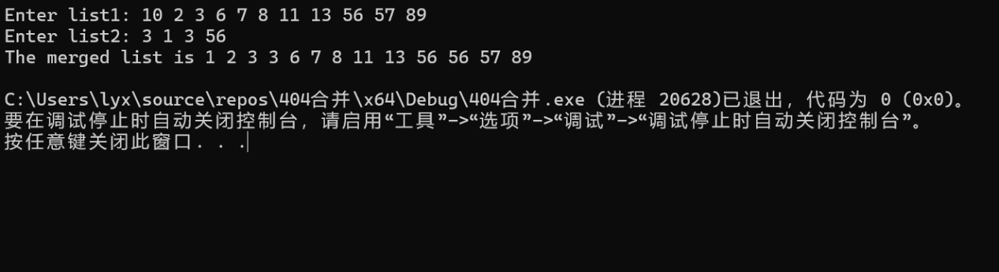 Enter list1: 10 2 3 6 7 8 11 13 56 57 89
Enter list2: 3 1 3 56
The merged list is 1 2 3 3 6 7 8 11 13 56 56 57 89
C:\Users\lyx\source\repos\404合并\x64\Debug\404合并.exe (进程 20628)已退出，代码为 0 (0x0)。
要在调试停止时自动关闭控制台，请启用“工具”->“选项”->“调试”->“调试停止时自动关闭控制台”。
按任意键关闭此窗口. . .